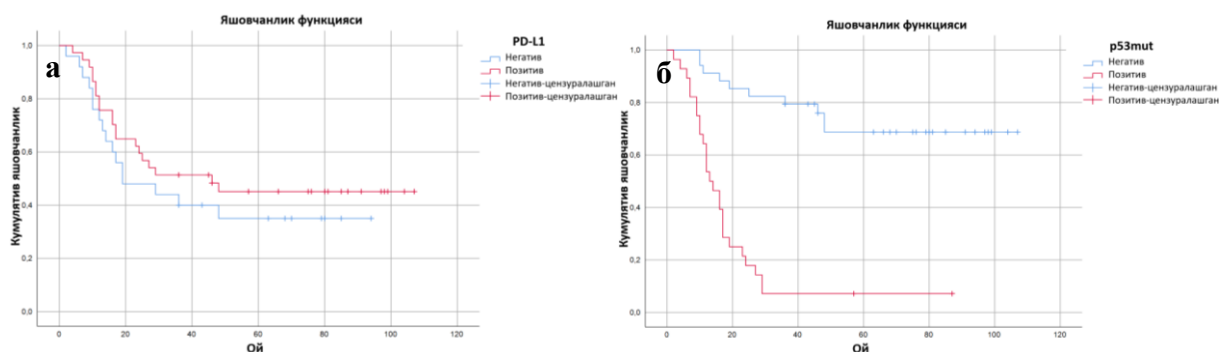 Яшовчанлик функцияси
а
Кумулятив яшовчанлик
1,0
0,8
0,6
0,4
0,2
0,0
0 20 40 60 80 100 120
Ой
PD-L1
Негатив
Позитив
Негатив-цензуралашган
Позитив-цензуралашган
Яшовчанлик функцияси
б
Кумулятив яшовчанлик
1,0
0,8
0,6
0,4
0,2
0,0
0 20 40 60 80 100 120
Ой
p53mut
Негатив
Позитив
Негатив-цензуралашган
Позитив-цензуралашган